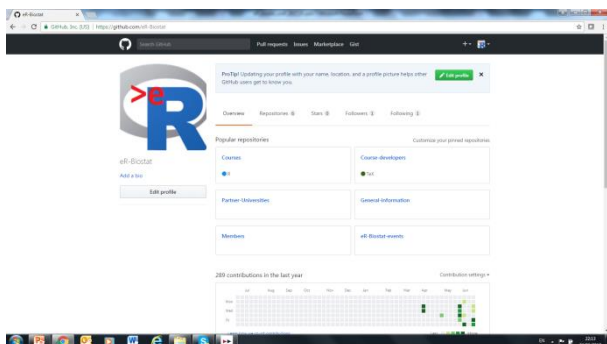 eR-Biostat
GitHub, Inc. [US] | https://github.com/eR-Biostat
Search GitHub
Pull requests Issues Marketplace Gist
ProTip! Updating your profile with your name, location, and a profile picture helps other
GitHub users get to know you.
Edit profile
>eR
Overview Repositories Stars Followers Following
Popular repositories
Customize your pinned repositories
Courses
R
Course-developers
TeX
Partner-Universities
General-information
Members
eR-Biostat-events
eR-Biostat
Add a bio
Edit profile
289 contributions in the last year
Contribution settings
Jul Aug Sep Oct Nov Dec Jan Feb Mar Apr May Jun
Mon
Wed
Fri
EN